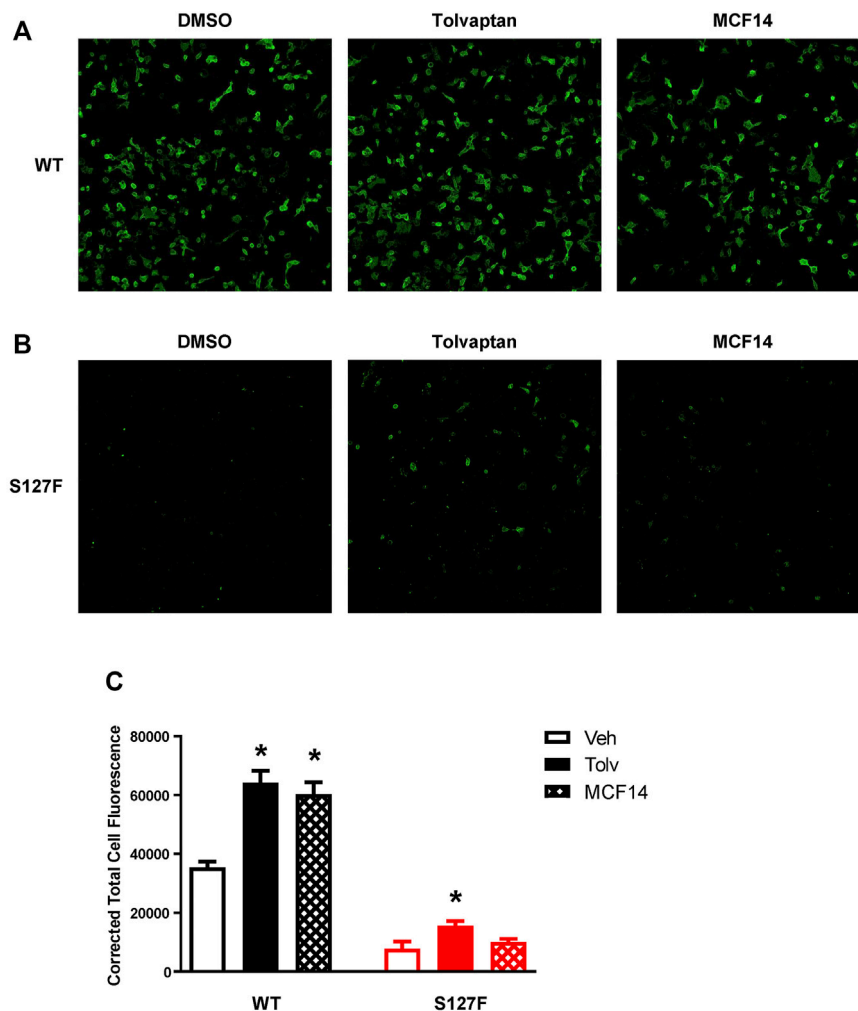 A
DMSO Tolvaptan MCF14
WT
B
DMSO Tolvaptan MCF14
S127F
C
Corrected Total Cell Fluorescence
80000
60000
40000
20000
0
* *
*
WT S127F
Veh
Tolv
MCF14